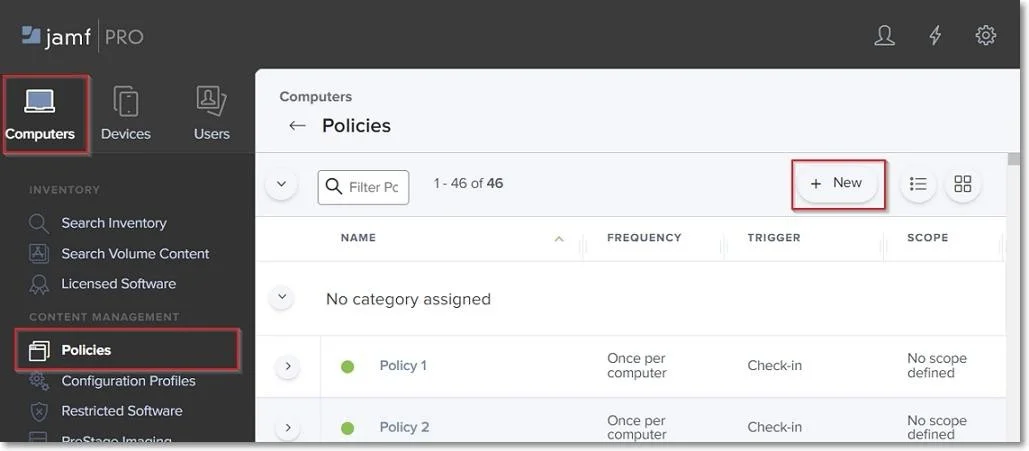 jamf PRO
Computers
Devices
Users
INVENTORY
Search Inventory
Search Volume Content
Licensed Software
CONTENT MANAGEMENT
Policies
Configuration Profiles
Restricted Software
PreStage Imaging
Computers
← Policies
Filter Pc
1 - 46 of 46
+ New
NAME FREQUENCY TRIGGER SCOPE
No category assigned
Policy 1
Once per
computer
Check-in
No scope
defined
Policy 2
Once per
computer
Check-in
No scope
defined